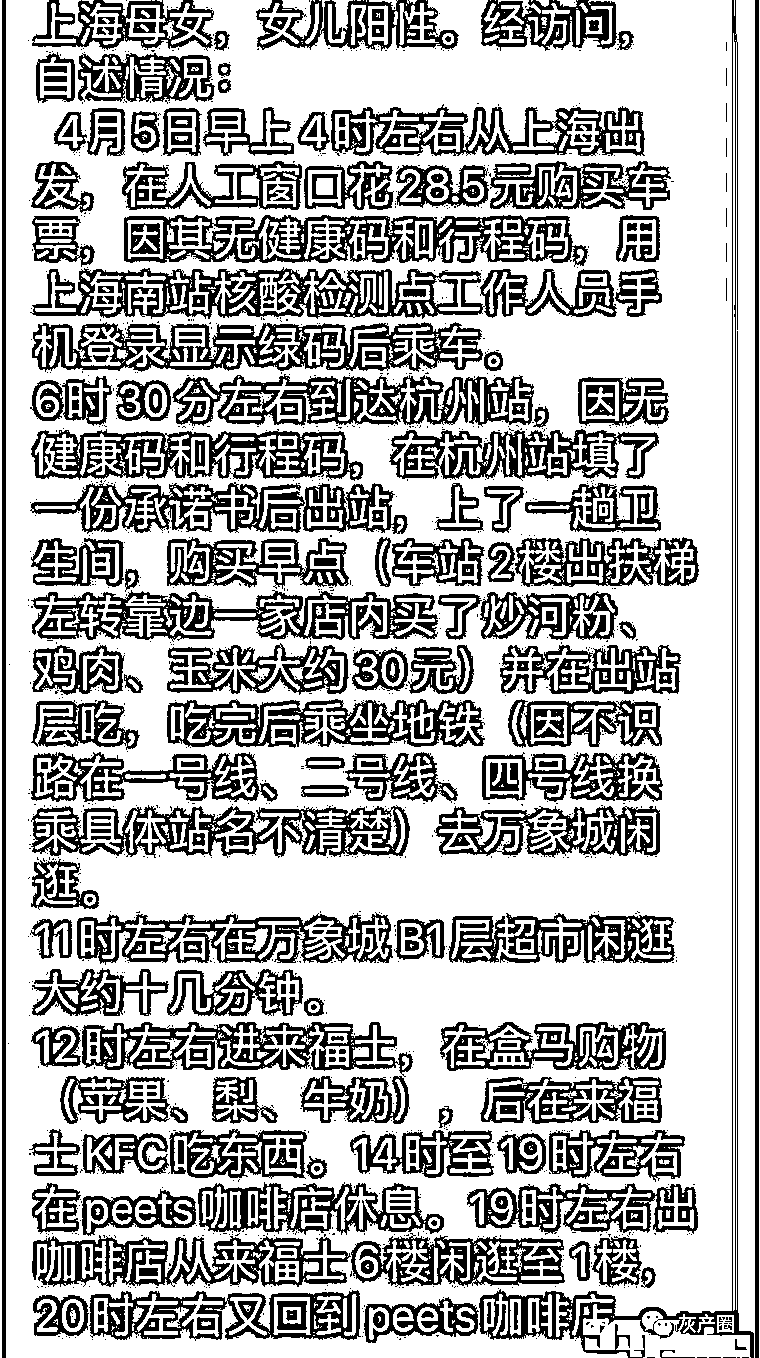 上海母女，女儿阳性。经访问，
自述情况：
4月5日早上4时左右从上海出
发，在人工窗口花28.5元购买车
票，因其无健康码和行程码，用
上海南站核酸检测点工作人员手
机登录显示绿码后乘车。
6时30分左右到达杭州站，因无
健康码和行程码，在杭州站填了
一份承诺书后出站，上了一趟卫
生间，购买早点（车站2楼出扶梯
左转靠边一家店内买了炒河粉、
鸡肉、玉米大约30元）并在出站
层吃，吃完后乘坐地铁（因不识
路在一号线、二号线、四号线换
乘具体站名不清楚）去万象城闲
逛。
11时左右在万象城B1层超市闲逛
大约十几分钟。
12时左右进来福士，在盒马购物
（苹果、梨、牛奶），后在来福
士KFC吃东西。14时至19时左右
在peets咖啡店休息。19时左右出
咖啡店从来福士6楼闲逛至1楼，
20时左右又回到peets咖啡店
灰产圈